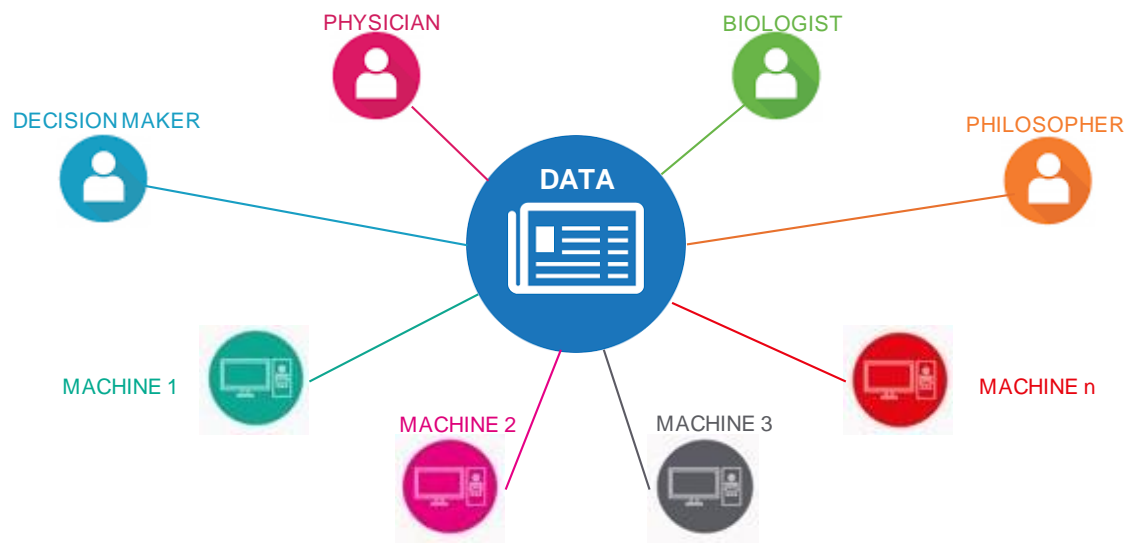 PHYSICIAN
BIOLOGIST
DECISION MAKER
PHILOSOPHER
DATA
MACHINE 1
MACHINE n
MACHINE 2
MACHINE 3